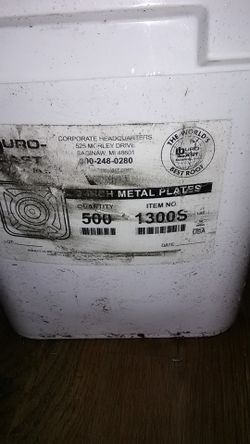 URO-
CORPORATE HEADQUARTERS
525 MORLEY DRIVE
SAGINAW, MI 48601
800-248-0280
THE WORLD'S
BEST ROOF
METAL PLATES
QUANTITY
ITEM NO.
500
1300S
USA
DATE